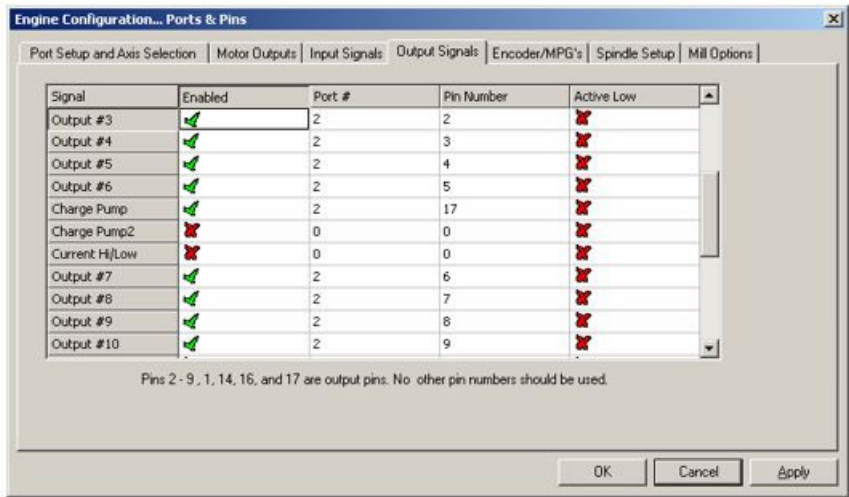 Engine Configuration... Ports & Pins
Port Setup and Axis Selection Motor Outputs Input Signals Output Signals Encoder/MPG's Spindle Setup Mill Options
Signal Enabled Port # Pin Number Active Low
Output #3 2 2
Output #4 2 3
Output #5 2 4
Output #6 2 5
Charge Pump 2 17
Charge Pump2 0 0
Current Hi/Low 0 0
Output #7 2 6
Output #8 2 7
Output #9 2 8
Output #10 2 9
Pins 2 - 9 , 1, 14, 16, and 17 are output pins. No other pin numbers should be used.
OK Cancel Apply